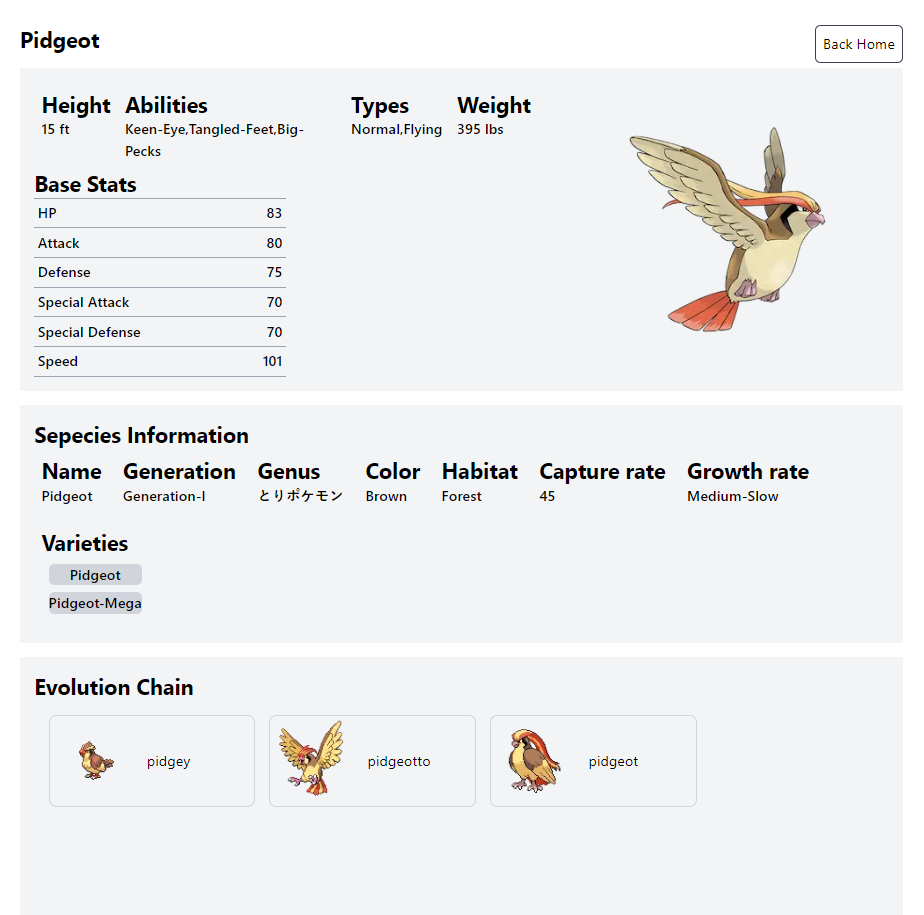 Pidgeot
Back Home
Height Abilities Types Weight
15 ft Keen-Eye,Tangled-Feet,Big- Normal,Flying 395 lbs
Pecks
Base Stats
HP 83
Attack 80
Defense 75
Special Attack 70
Special Defense 70
Speed 101
Sepecies Information
Name Generation Genus Color Habitat Capture rate Growth rate
Pidgeot Generation-I とりポケモン Brown Forest 45 Medium-Slow
Varieties
Pidgeot
Pidgeot-Mega
Evolution Chain
pidgey pidgeotto pidgeot